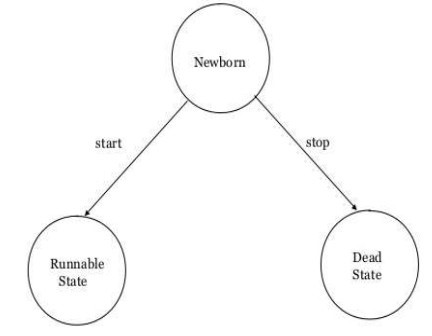 Newborn
start
stop
Runnable
State
Dead
State